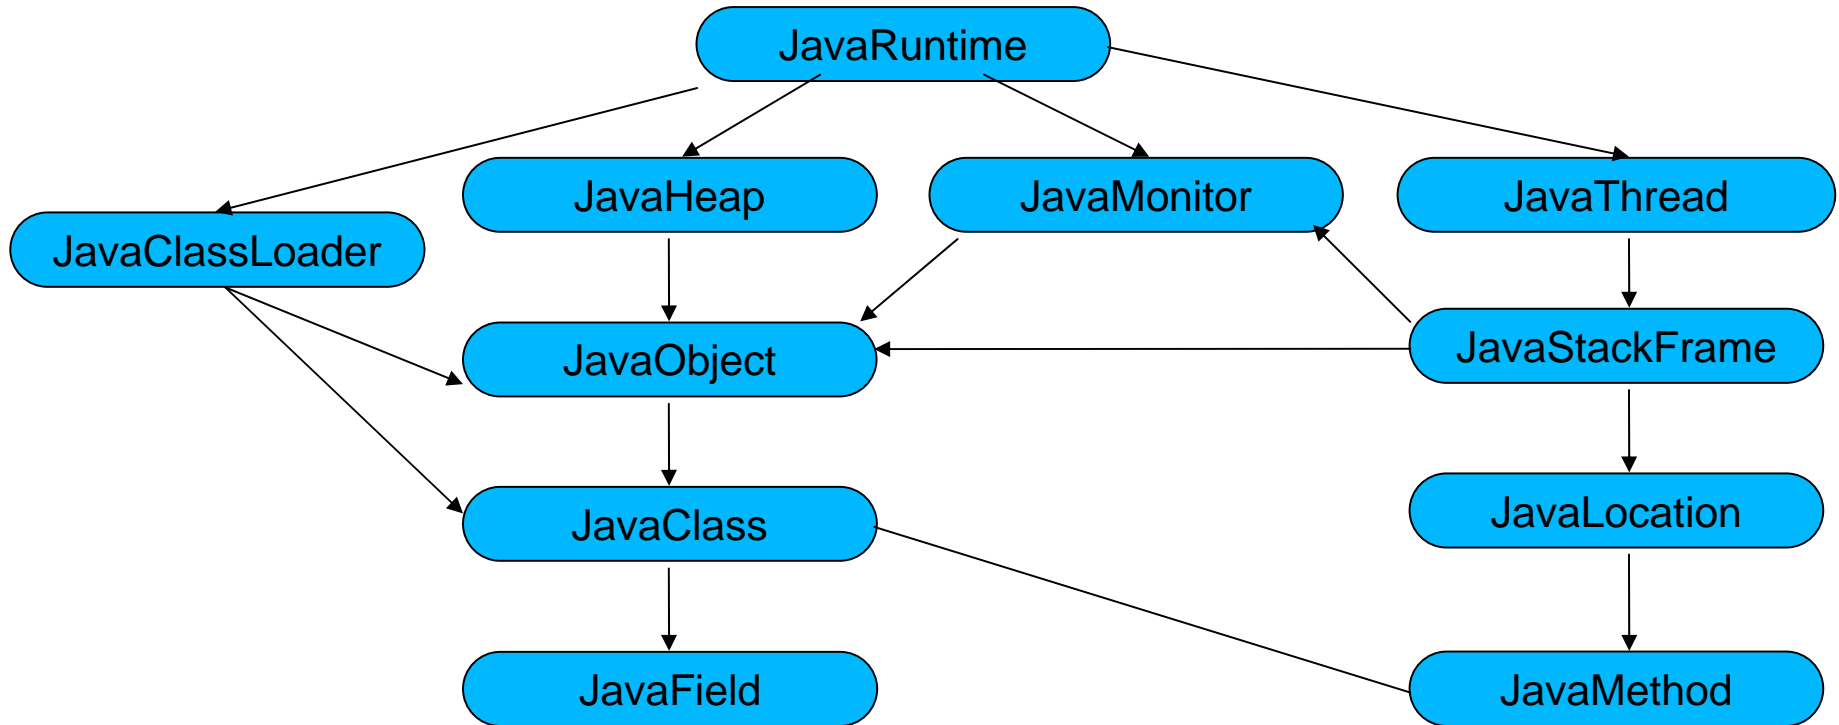 JavaRuntime
JavaHeap
JavaMonitor
JavaThread
JavaClassLoader
JavaObject
JavaStackFrame
JavaClass
JavaLocation
JavaField
JavaMethod